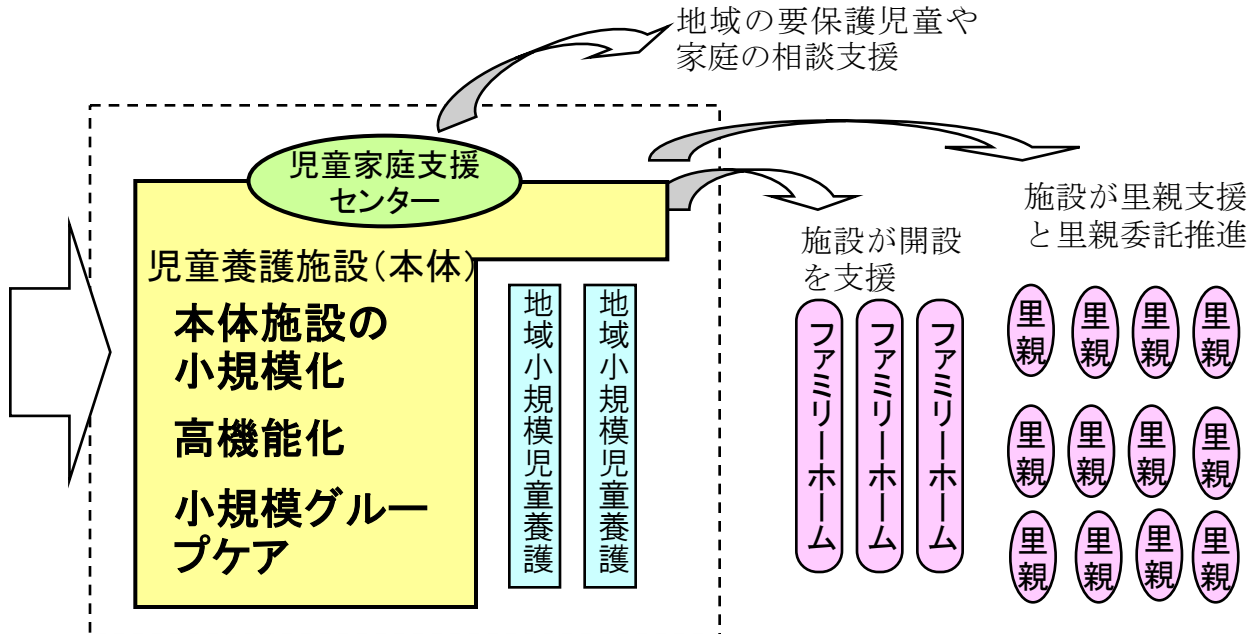 地域の要保護児童や
家庭の相談支援
児童家庭支援
センター
児童養護施設（本体）
本体施設の
小規模化
高機能化
小規模グルー
プケア
地域小規模児童養護
地域小規模児童養護
施設が開設
を支援
ファミリーホーム
ファミリーホーム
ファミリーホーム
施設が里親支援
と里親委託推進
里親
里親
里親
里親
里親
里親
里親
里親
里親
里親
里親
里親